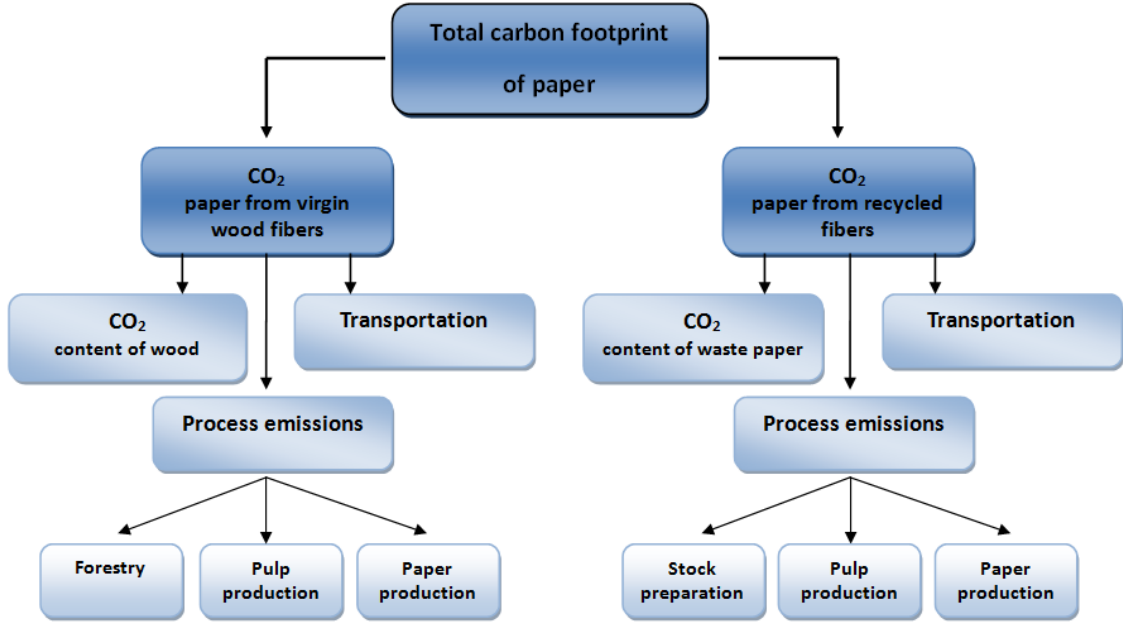 Total carbon footprint
of paper
CO₂
paper from virgin
wood fibers
CO₂
paper from recycled
fibers
CO₂
content of wood
Transportation
CO₂
content of waste paper
Transportation
Process emissions
Process emissions
Forestry
Pulp
production
Paper
production
Stock
preparation
Pulp
production
Paper
production